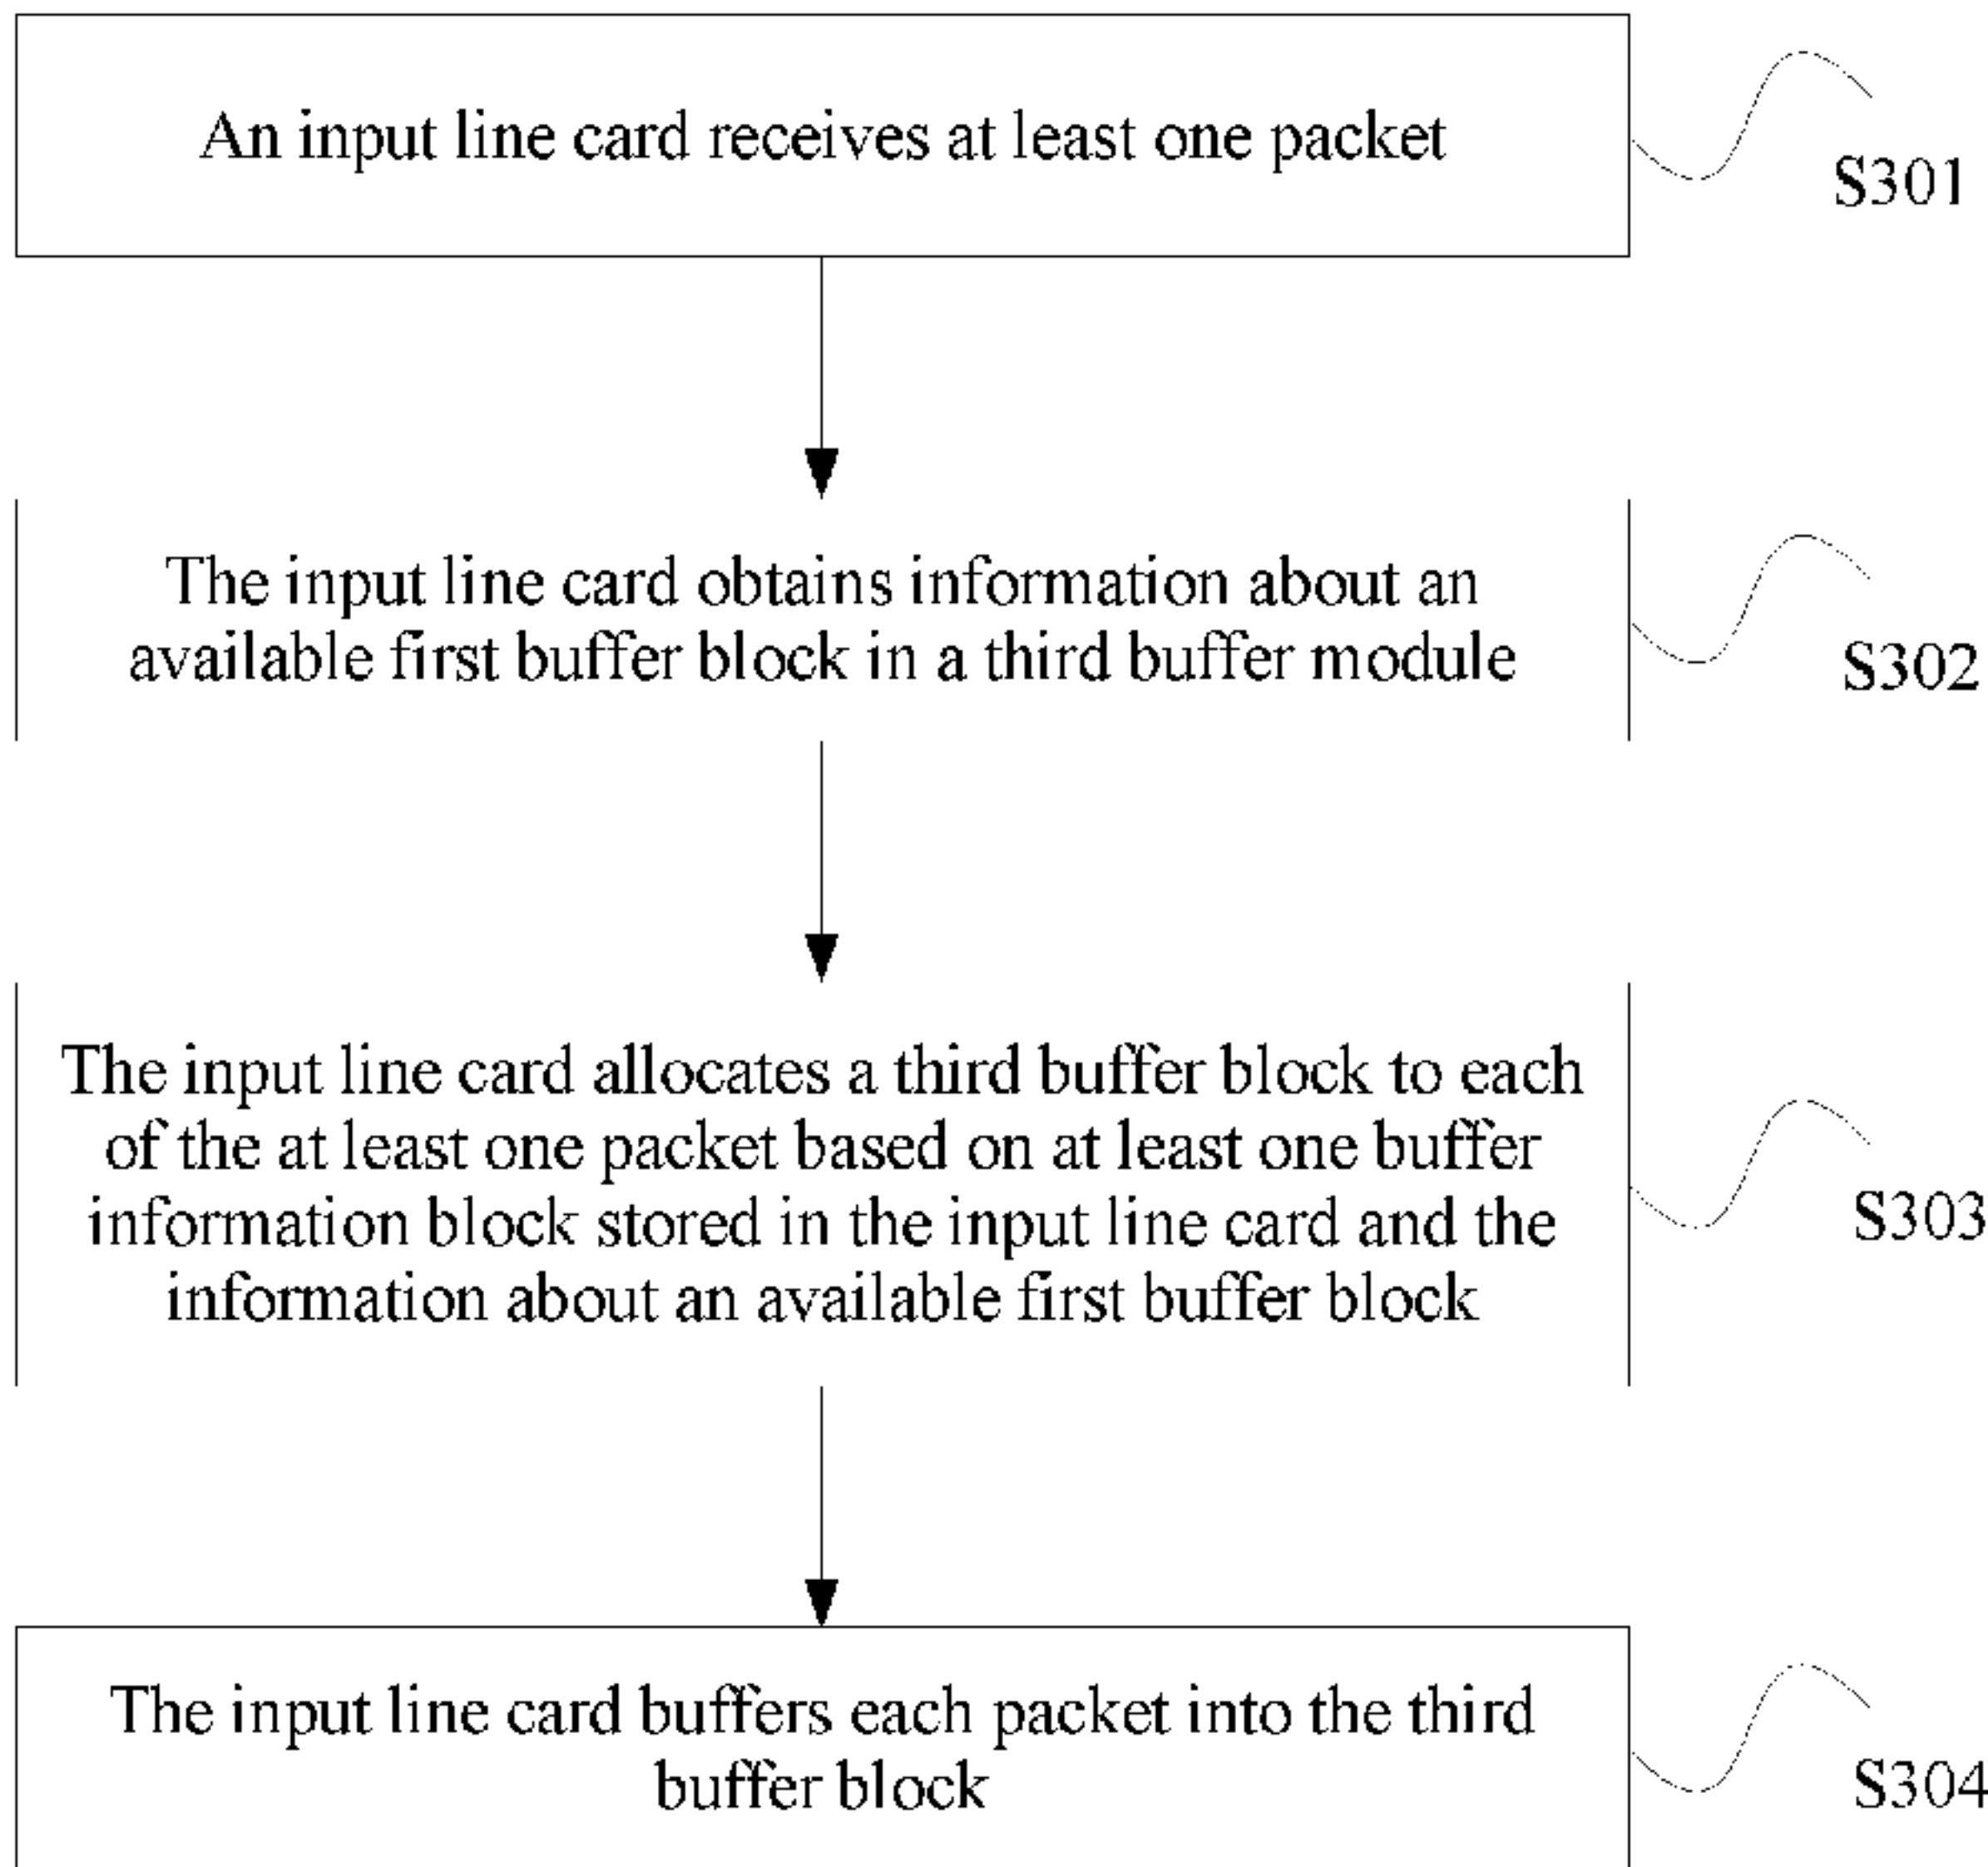 An input line card receives at least one packet
S301
The input line card obtains information about an
available first buffer block in a third buffer module
S302
The input line card allocates a third buffer block to each
of the at least one packet based on at least one buffer
information block stored in the input line card and the
information about an available first buffer block
S303
The input line card buffers each packet into the third
buffer block
S304